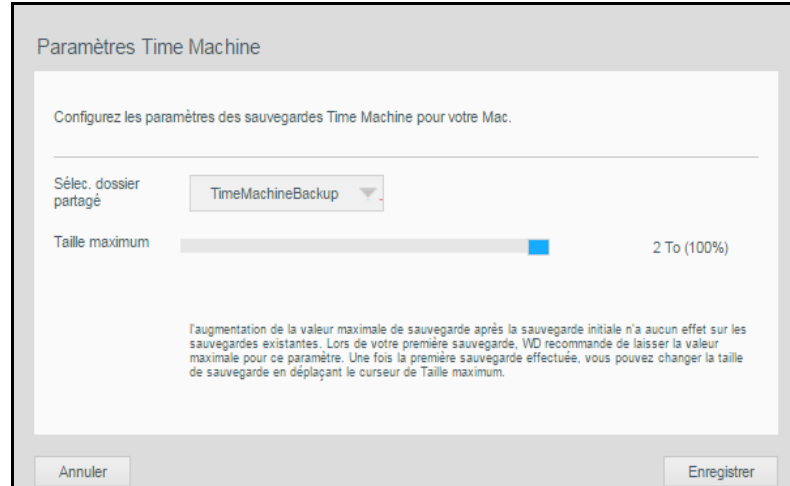 Paramètres Time Machine
Configurez les paramètres des sauvegardes Time Machine pour votre Mac.
Sélec. dossier
partagé
TimeMachineBackup
Taille maximum
2 To (100%)
l'augmentation de la valeur maximale de sauvegarde après la sauvegarde initiale n'a aucun effet sur les
sauvegardes existantes. Lors de votre première sauvegarde, WD recommande de laisser la valeur
maximale pour ce paramètre. Une fois la première sauvegarde effectuée, vous pouvez changer la taille
de sauvegarde en déplaçant le curseur de Taille maximum.
Annuler
Enregistrer